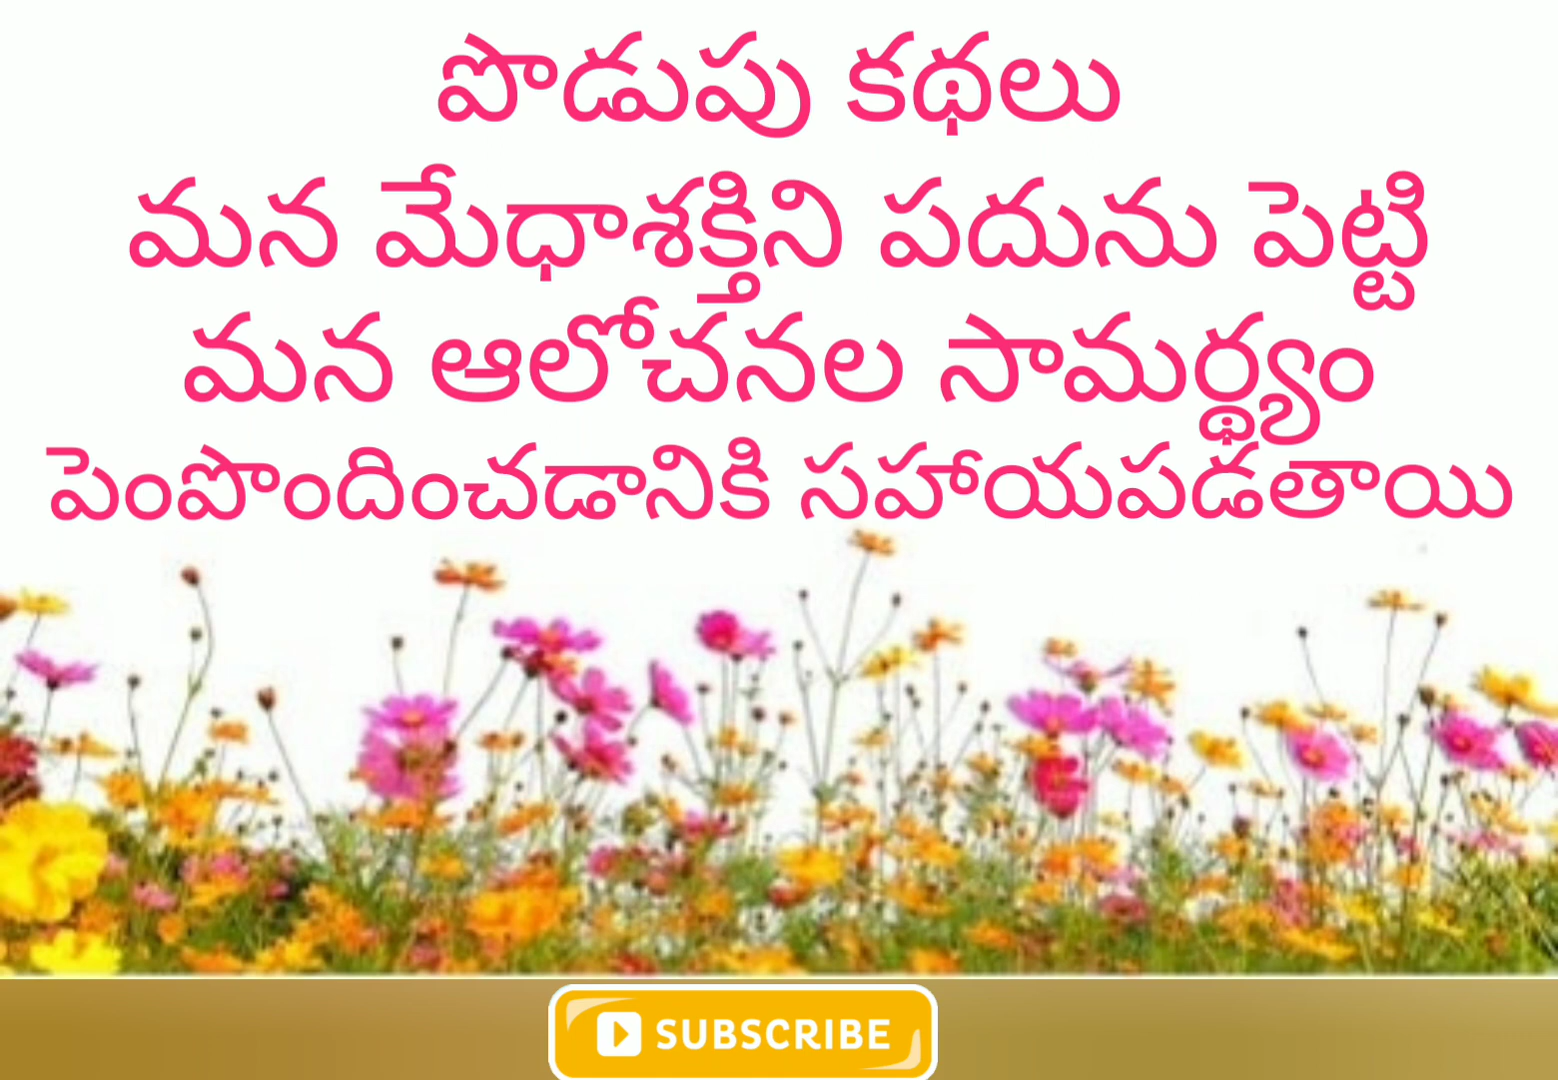 పొడుపు కథలు
మన మేధాశక్తిని పదును పెట్టి
మన ఆలోచనల సామర్థ్యం
పెంపొందించడానికి సహాయపడతాయి
SUBSCRIBE